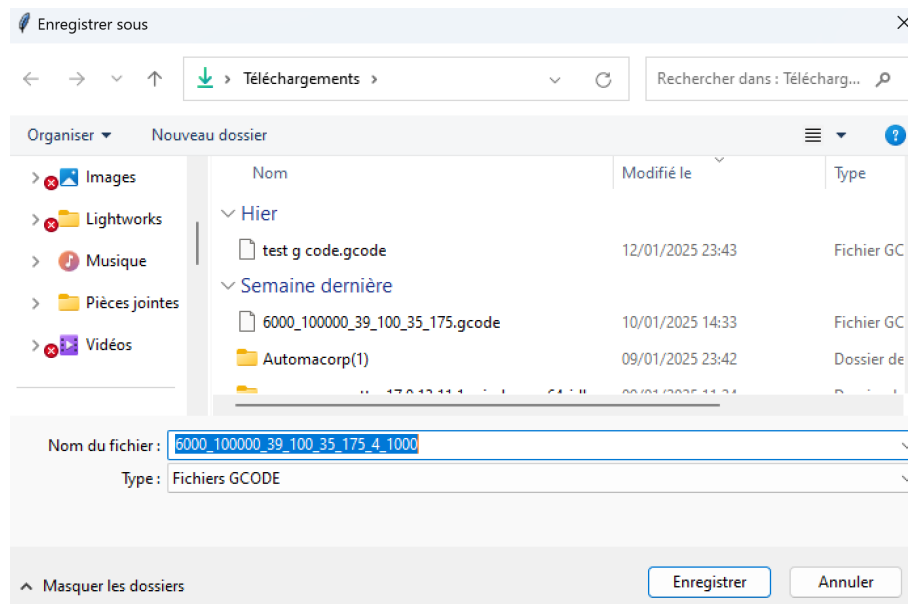 Enregistrer sous
Téléchargements
Rechercher dans : Télécharg...
Organiser
Nouveau dossier
?
Nom
Modifié le
Type
Images
Lightworks
Musique
Pièces jointes
Vidéos
Hier
test g code.gcode
12/01/2025 23:43
Fichier GC
Semaine dernière
6000_100000_39_100_35_175.gcode
10/01/2025 14:33
Fichier GC
Automacorp(1)
09/01/2025 23:42
Dossier de
Nom du fichier :
6000_100000_39_100_35_175_4_1000
Type :
Fichiers GCODE
Masquer les dossiers
Enregistrer
Annuler